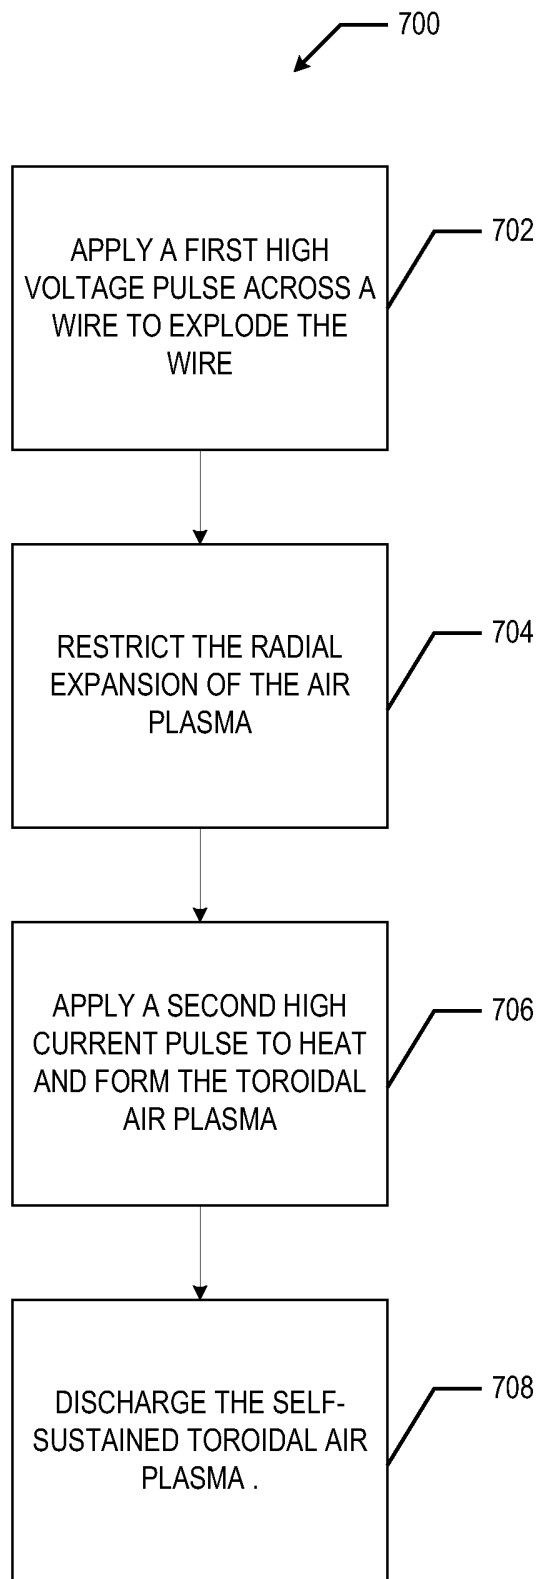 700
APPLY A FIRST HIGH
VOLTAGE PULSE ACROSS A
WIRE TO EXPLODE THE
WIRE
702
RESTRICT THE RADIAL
EXPANSION OF THE AIR
PLASMA
704
APPLY A SECOND HIGH
CURRENT PULSE TO HEAT
AND FORM THE TOROIDAL
AIR PLASMA
706
DISCHARGE THE SELF-
SUSTAINED TOROIDAL AIR
PLASMA .
708